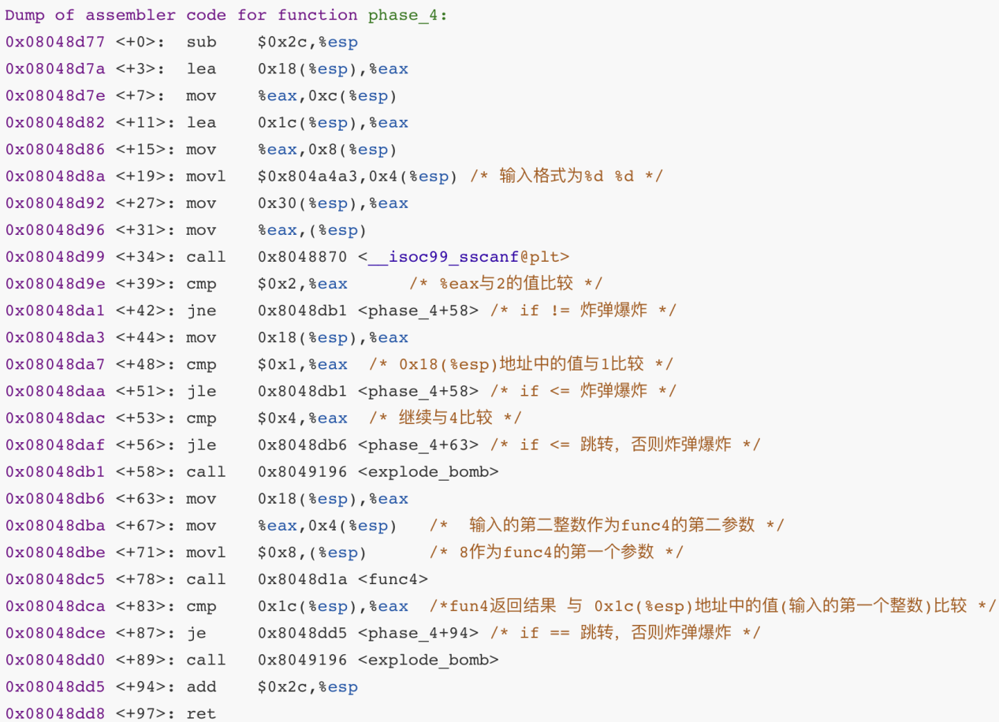 Dump of assembler code for function phase_4:
0x08048d77 <+0>:  sub    $0x2c,%esp
0x08048d7a <+3>:  lea    0x18(%esp),%eax
0x08048d7e <+7>:  mov    %eax,0xc(%esp)
0x08048d82 <+11>: lea    0x1c(%esp),%eax
0x08048d86 <+15>: mov    %eax,0x8(%esp)
0x08048d8a <+19>: movl   $0x804a4a3,0x4(%esp) /* 输入格式为%d %d */
0x08048d92 <+27>: mov    0x30(%esp),%eax
0x08048d96 <+31>: mov    %eax,(%esp)
0x08048d99 <+34>: call   0x8048870 <__isoc99_sscanf@plt>
0x08048d9e <+39>: cmp    $0x2,%eax      /* %eax与2的值比较 */
0x08048da1 <+42>: jne    0x8048db1 <phase_4+58> /* if != 炸弹爆炸 */
0x08048da3 <+44>: mov    0x18(%esp),%eax
0x08048da7 <+48>: cmp    $0x1,%eax  /* 0x18(%esp)地址中的值与1比较 */
0x08048daa <+51>: jle    0x8048db1 <phase_4+58> /* if <= 炸弹爆炸 */
0x08048dac <+53>: cmp    $0x4,%eax  /* 继续与4比较 */
0x08048daf <+56>: jle    0x8048db6 <phase_4+63> /* if <= 跳转，否则炸弹爆炸 */
0x08048db1 <+58>: call   0x8049196 <explode_bomb>
0x08048db6 <+63>: mov    0x18(%esp),%eax
0x08048dba <+67>: mov    %eax,0x4(%esp)   /*  输入的第二整数作为func4的第二参数 */
0x08048dbe <+71>: movl   $0x8,(%esp)      /* 8作为func4的第一个参数 */
0x08048dc5 <+78>: call   0x8048d1a <func4>
0x08048dca <+83>: cmp    0x1c(%esp),%eax  /*fun4返回结果 与 0x1c(%esp)地址中的值(输入的第一个整数)比较 */
0x08048dce <+87>: je     0x8048dd5 <phase_4+94> /* if == 跳转，否则炸弹爆炸 */
0x08048dd0 <+89>: call   0x8049196 <explode_bomb>
0x08048dd5 <+94>: add    $0x2c,%esp
0x08048dd8 <+97>: ret